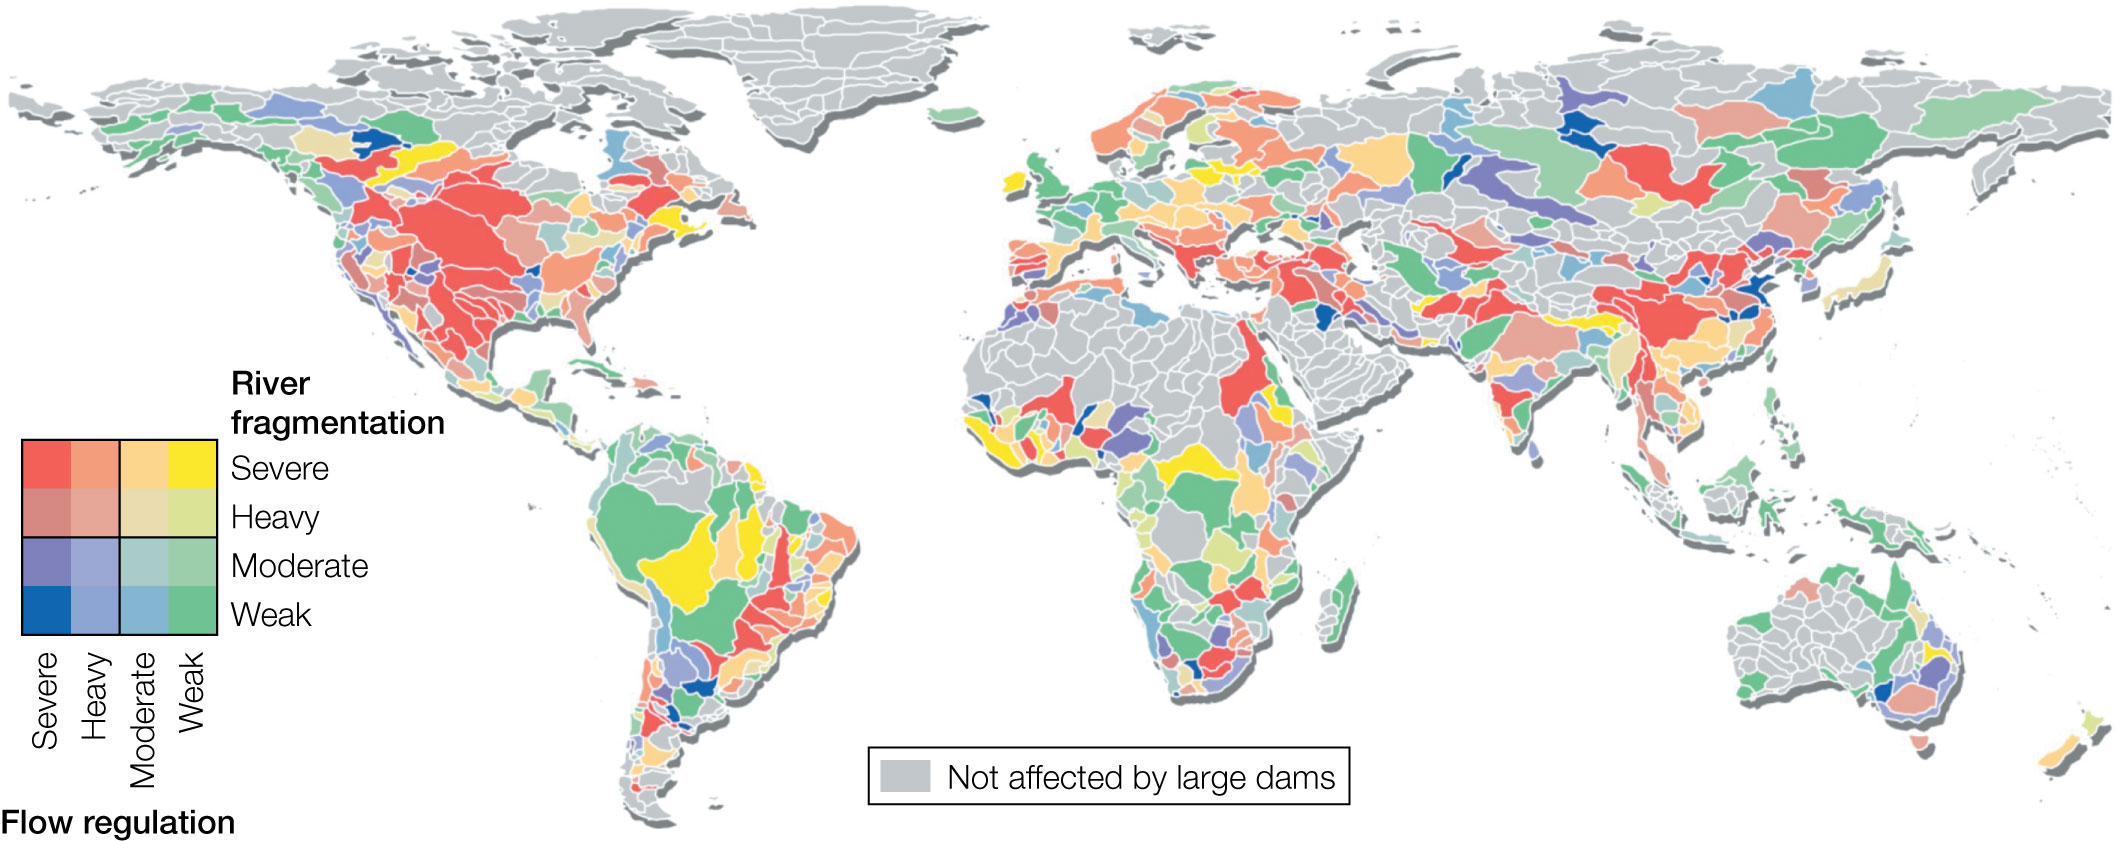 River
fragmentation
Severe
Heavy
Moderate
Weak
Severe
Heavy
Moderate
Weak
Flow regulation
Not affected by large dams